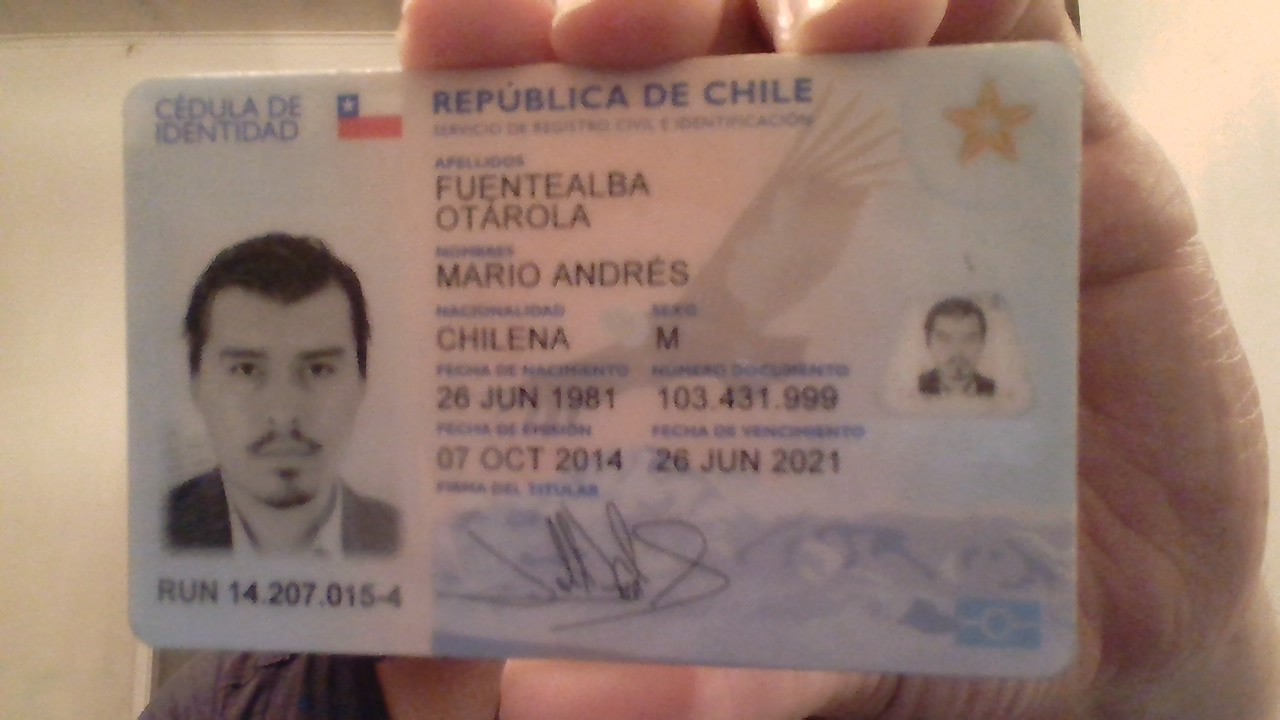 CÉDULA DE
IDENTIDAD
REPÚBLICA DE CHILE
SERVICIO DE REGISTRO CIVIL E IDENTIFICACIÓN
APELLIDOS
FUENTEALBA
OTÁROLA
NOMBRES
MARIO ANDRÉS
NACIONALIDAD SEXO
CHILENA M
FECHA DE NACIMIENTO NÚMERO DOCUMENTO
26 JUN 1981 103.431.999
FECHA DE EMISIÓN FECHA DE VENCIMIENTO
07 OCT 2014 26 JUN 2021
FIRMA DEL TITULAR
RUN 14.207.015-4